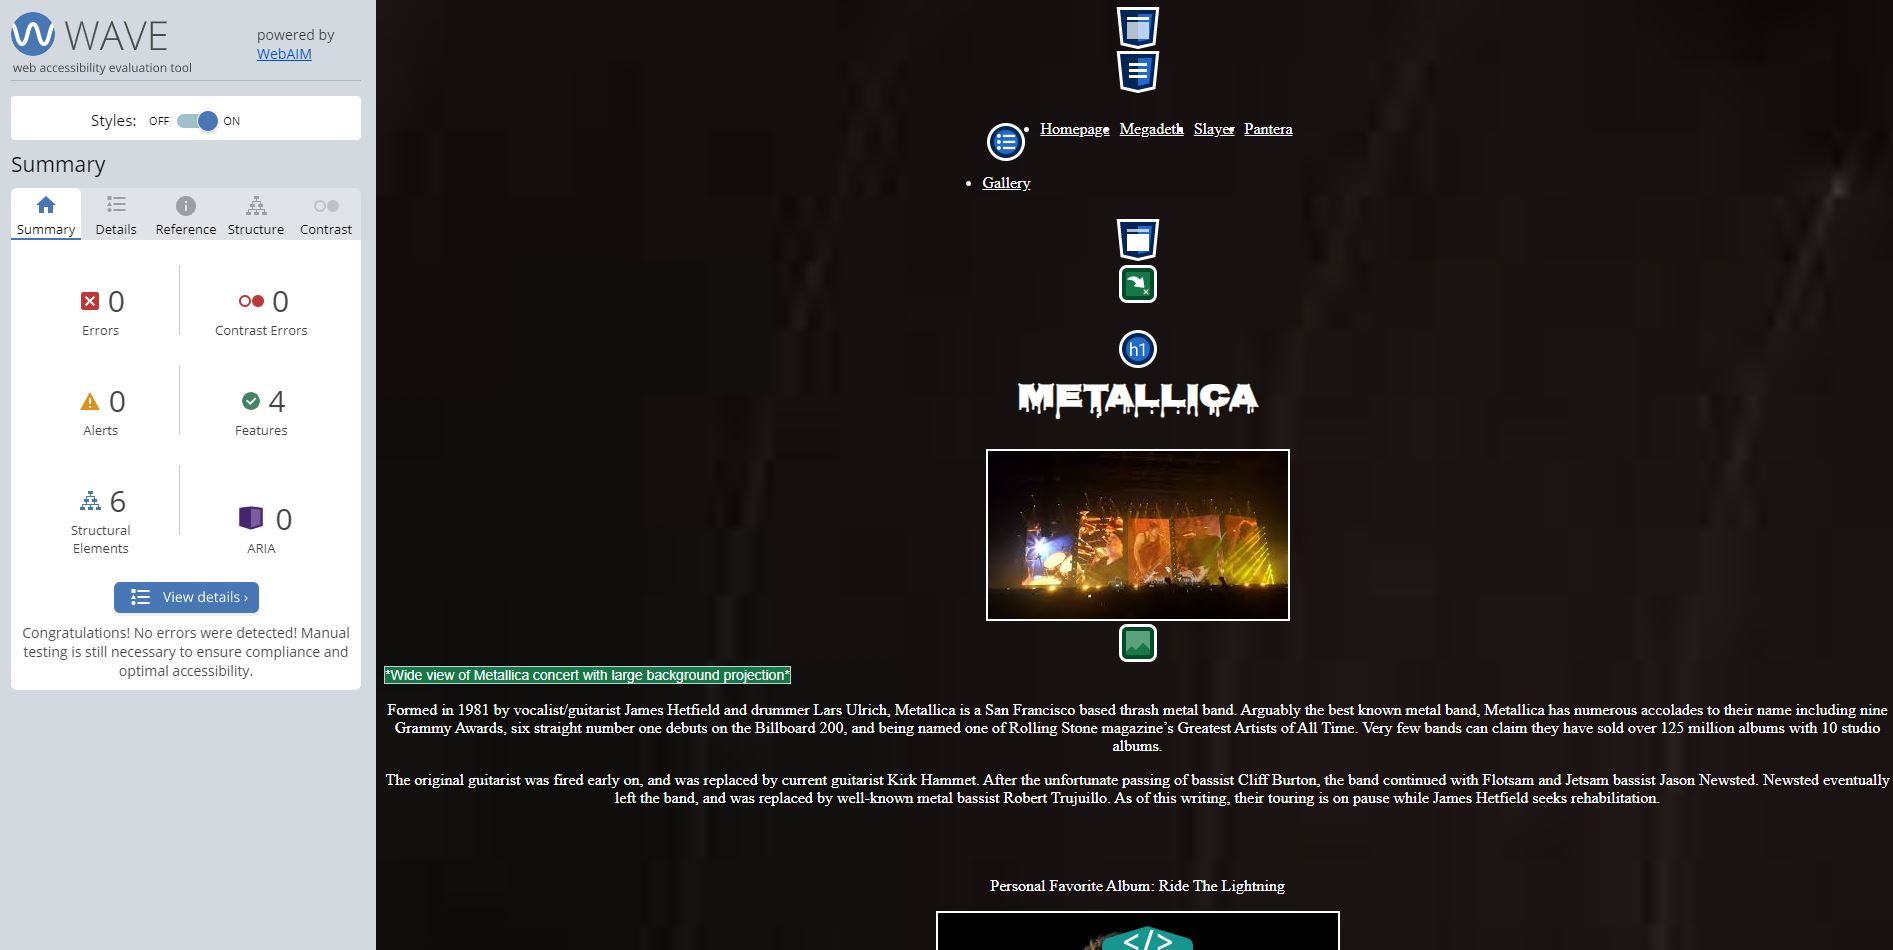 WAVE
powered by
WebAIM
web accessibility evaluation tool
Styles: OFF ON
Summary
Summary Details Reference Structure Contrast
0 0
Errors Contrast Errors
0 4
Alerts Features
6 0
Structural
Elements
ARIA
View details ›
Congratulations! No errors were detected! Manual
testing is still necessary to ensure compliance and
optimal accessibility.
Homepage Megadeth Slayer Pantera
Gallery
h1
METALLICA
*Wide view of Metallica concert with large background projection*
Formed in 1981 by vocalist/guitarist James Hetfield and drummer Lars Ulrich, Metallica is a San Francisco based thrash metal band. Arguably the best known metal band, Metallica has numerous accolades to their name including nine
Grammy Awards, six straight number one debuts on the Billboard 200, and being named one of Rolling Stone magazine’s Greatest Artists of All Time. Very few bands can claim they have sold over 125 million albums with 10 studio
albums.
The original guitarist was fired early on, and was replaced by current guitarist Kirk Hammet. After the unfortunate passing of bassist Cliff Burton, the band continued with Flotsam and Jetsam bassist Jason Newsted. Newsted eventually
left the band, and was replaced by well-known metal bassist Robert Trujuillo. As of this writing, their touring is on pause while James Hetfield seeks rehabilitation.
Personal Favorite Album: Ride The Lightning
</>